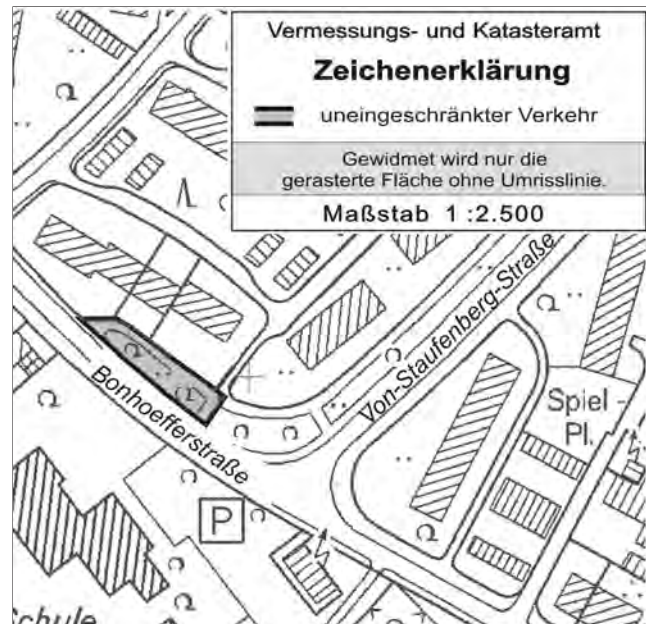 Vermessungs- und Katasteramt
Zeichenerklärung
uneingeschränkter Verkehr
Gewidmet wird nur die
gerasterte Fläche ohne Umrisslinie.
Maßstab 1:2.500
Von-Staufenberg-Straße
Bonhoefferstraße
Spiel-
Pl.
P
chule